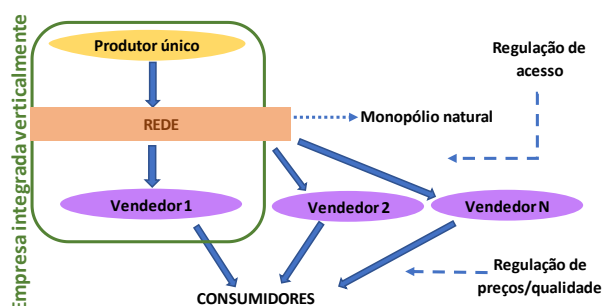 Empresa integrada verticalmente
Produtor único
Regulação de
acesso
REDE
Monopólio natural
Vendedor 1
Vendedor 2
Vendedor N
Regulação de
preços/qualidade
CONSUMIDORES